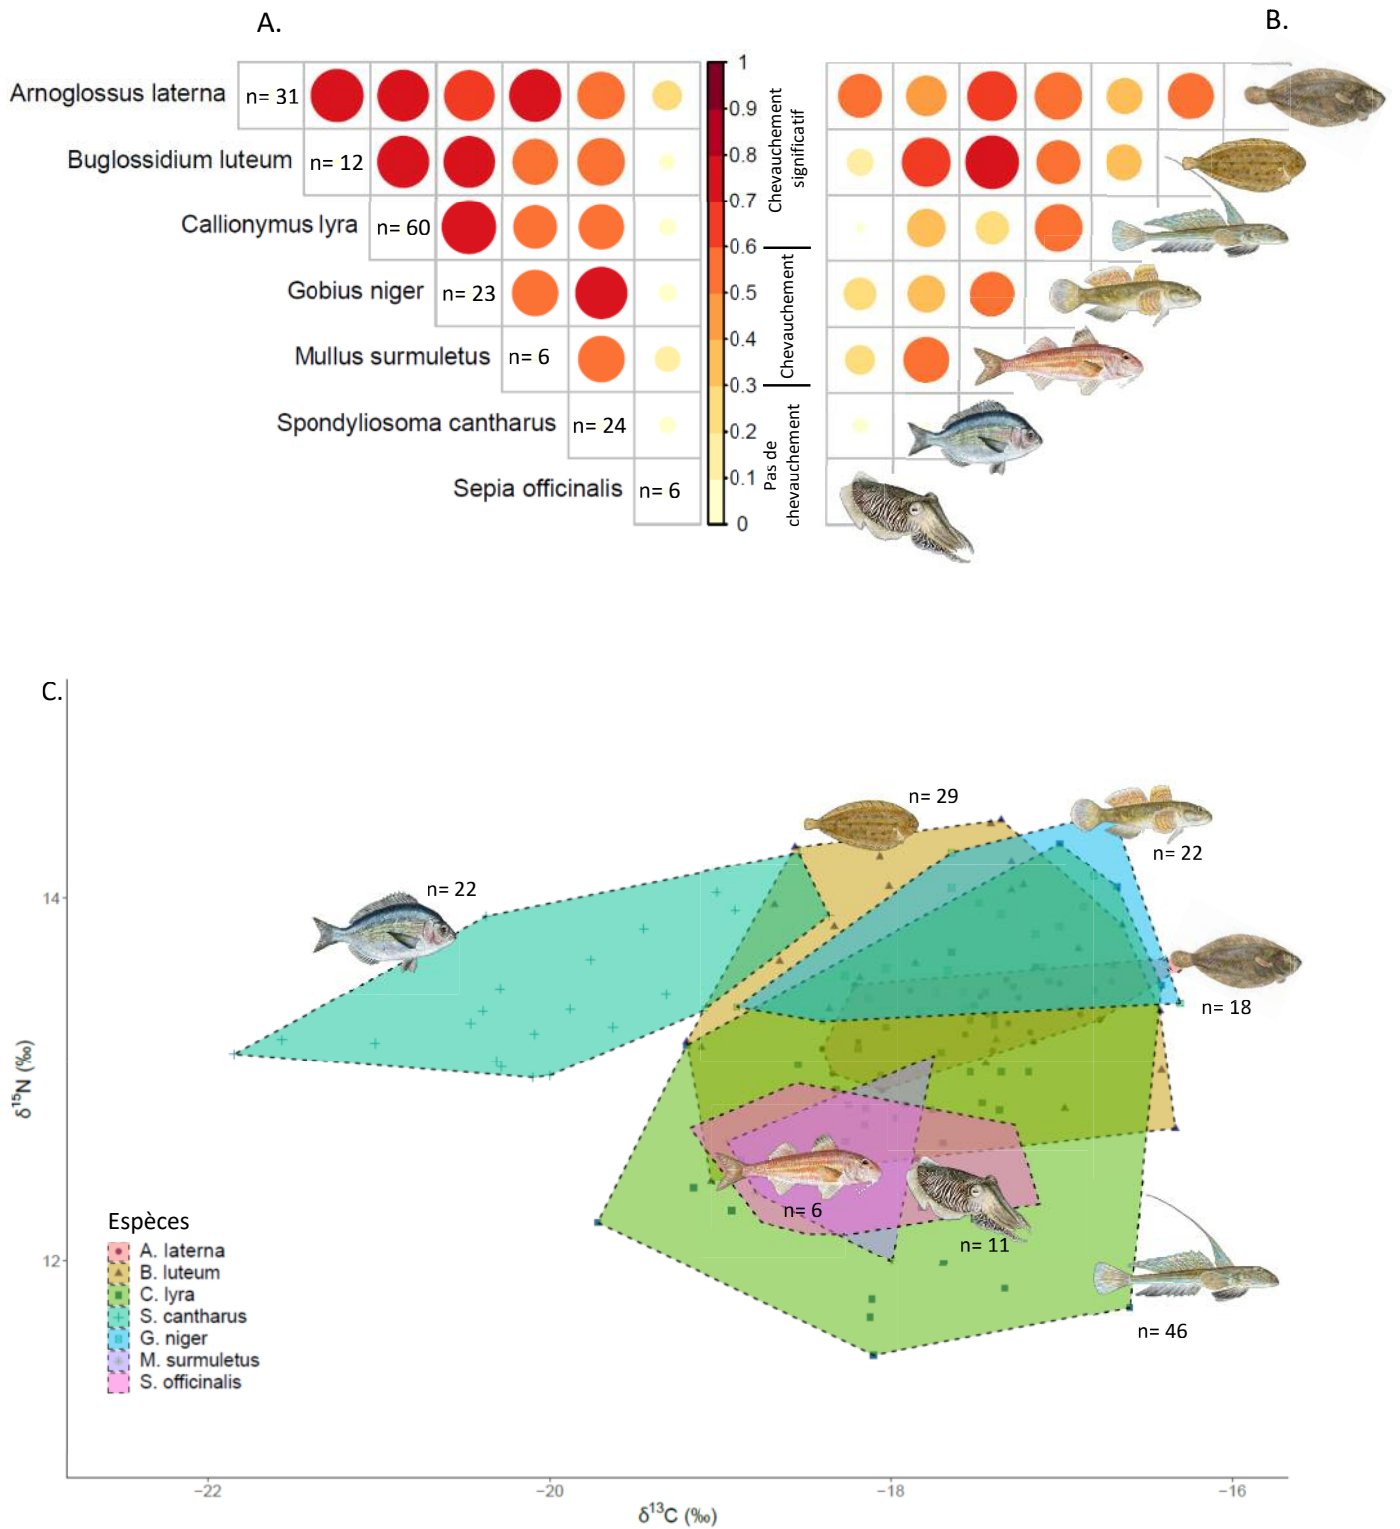 A.
B.
Arnoglossus laterna
n= 31
Buglossidium luteum
n= 12
Callionymus lyra
n= 60
Gobius niger
n= 23
Mullus surmuletus
n= 6
Spondyliosoma cantharus
n= 24
Sepia officinalis
n= 6
1
0.9
0.8
0.7
0.6
0.5
0.4
0.3
0.2
0.1
0
Chevauchement
significatif
Chevauchement
Pas de
chevauchement
C.
n= 29
n= 22
n= 22
n= 18
n= 6
n= 11
n= 46
14
12
δ15N (‰)
Espèces
A. laterna
B. luteum
C. lyra
S. cantharus
G. niger
M. surmuletus
S. officinalis
−22
−20
−18
−16
δ13C (‰)